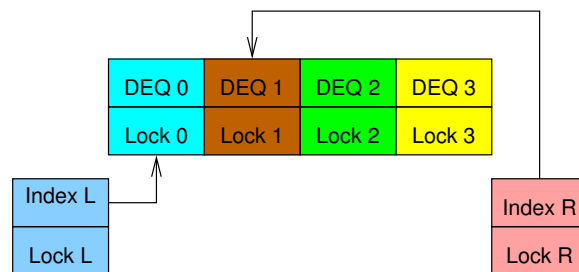 DEQ 0 DEQ 1 DEQ 2 DEQ 3
Lock 0 Lock 1 Lock 2 Lock 3
Index L Index R
Lock L Lock R